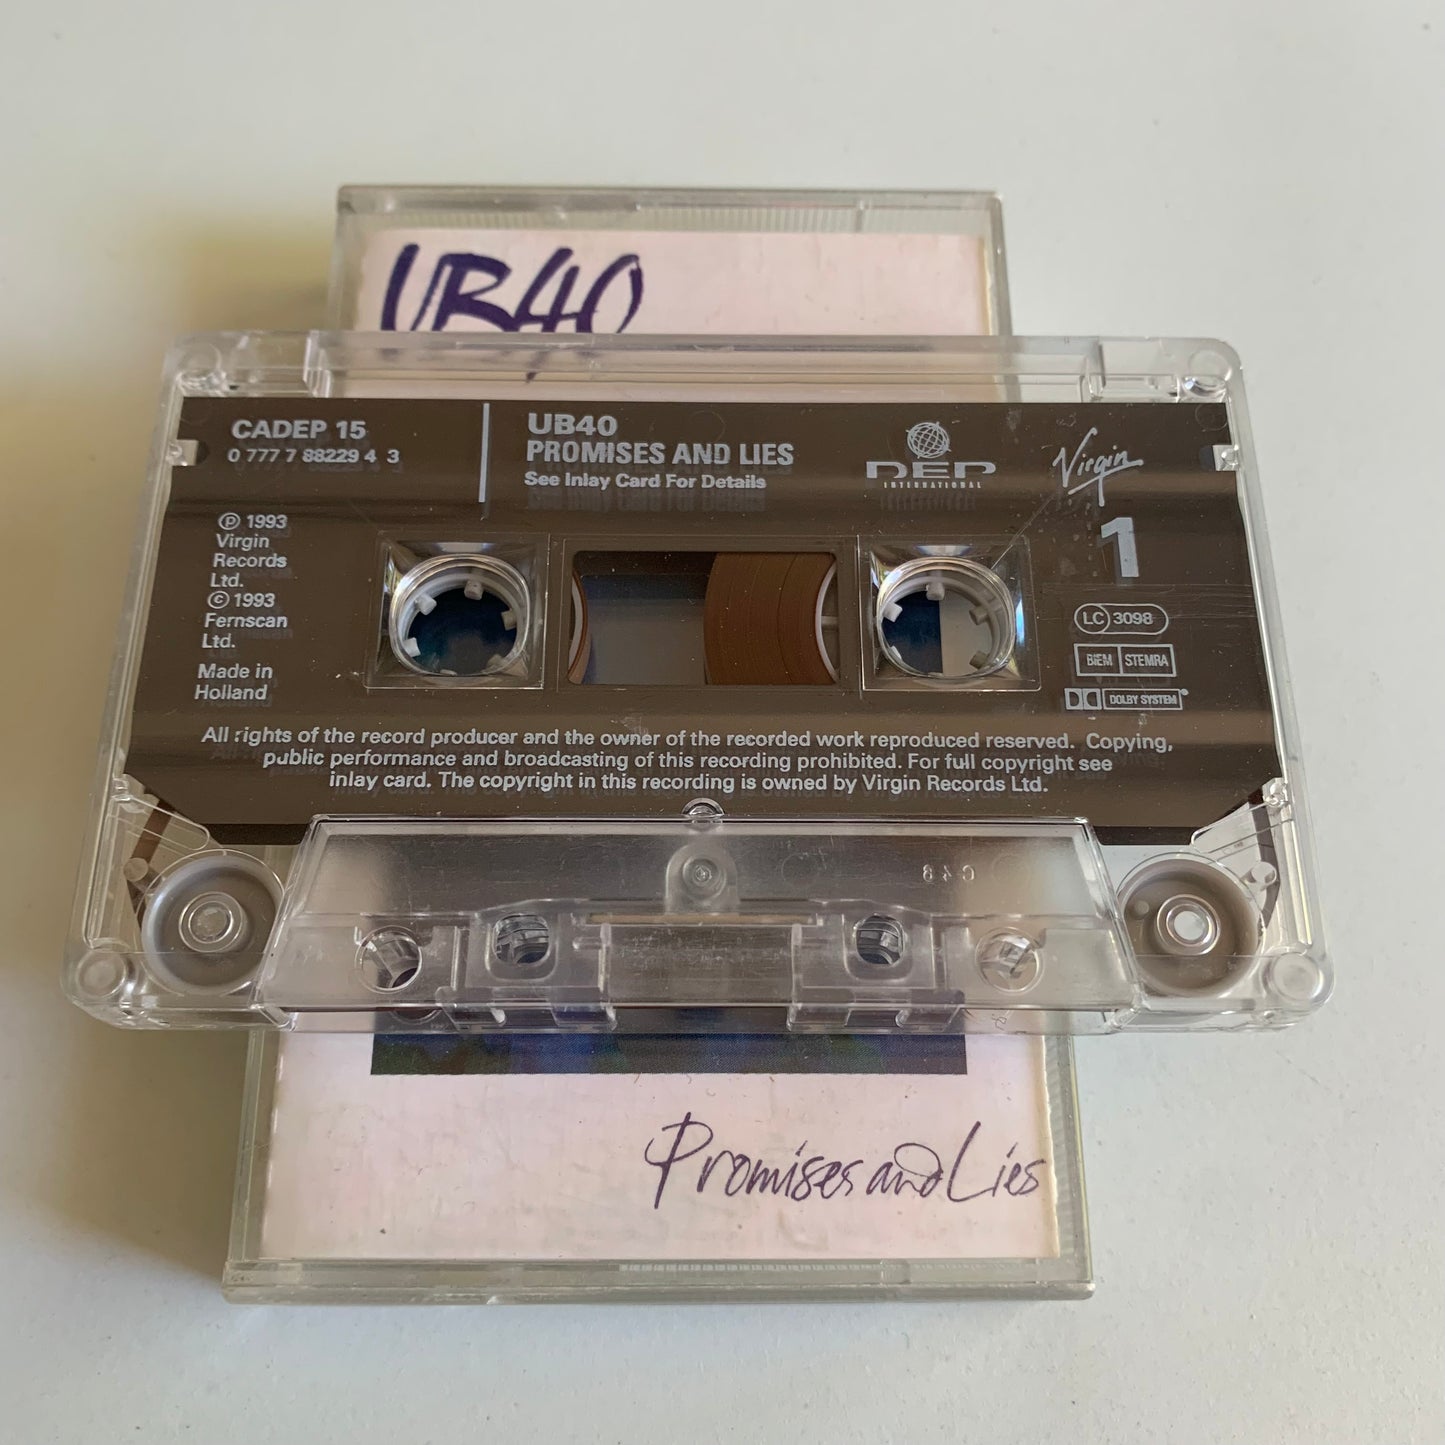 UB40
CADEP 15
0 777 7 88229 4 3
UB40
PROMISES AND LIES
See Inlay Card For Details
DEP
INTERNATIONAL
Virgin
1
℗ 1993
Virgin
Records
Ltd.
© 1993
Fernscan
Ltd.
Made in
Holland
LC 3098
BIEM STEMRA
DOLBY SYSTEM
All rights of the record producer and the owner of the recorded work reproduced reserved. Copying,
public performance and broadcasting of this recording prohibited. For full copyright see
inlay card. The copyright in this recording is owned by Virgin Records Ltd.
Promises and Lies